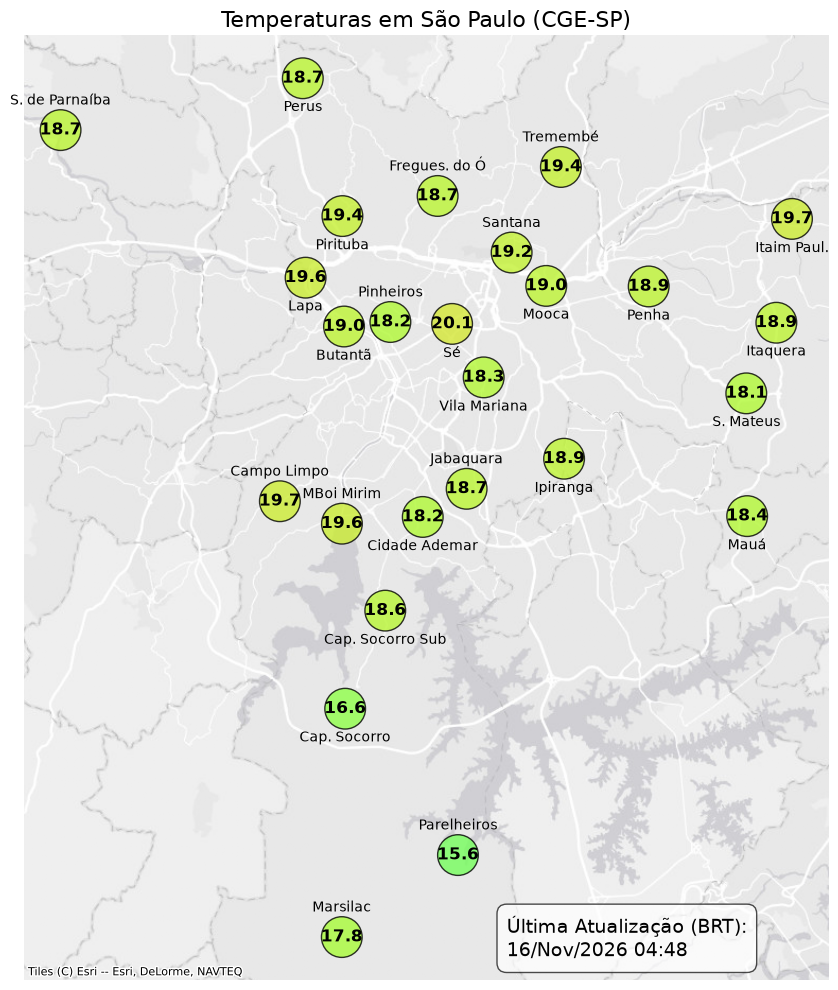 Temperaturas em São Paulo (CGE-SP)
18.7
Perus
S. de Parnaíba
18.7
Tremembé
19.4
Fregues. do Ó
18.7
19.4
Pirituba
19.7
Itaim Paul.
Santana
19.2
19.6
Lapa
19.0
Mooca
18.9
Penha
Pinheiros
18.2
19.0
Butantã
20.1
Sé
18.9
Itaquera
18.3
Vila Mariana
18.1
S. Mateus
18.9
Ipiranga
Jabaquara
18.7
Campo Limpo
19.7
MBoi Mirim
19.6
18.2
Cidade Ademar
18.4
Mauá
18.6
Cap. Socorro Sub
16.6
Cap. Socorro
Parelheiros
15.6
Marsilac
17.8
Última Atualização (BRT):
16/Nov/2026 04:48
Tiles (C) Esri -- Esri, DeLorme, NAVTEQ